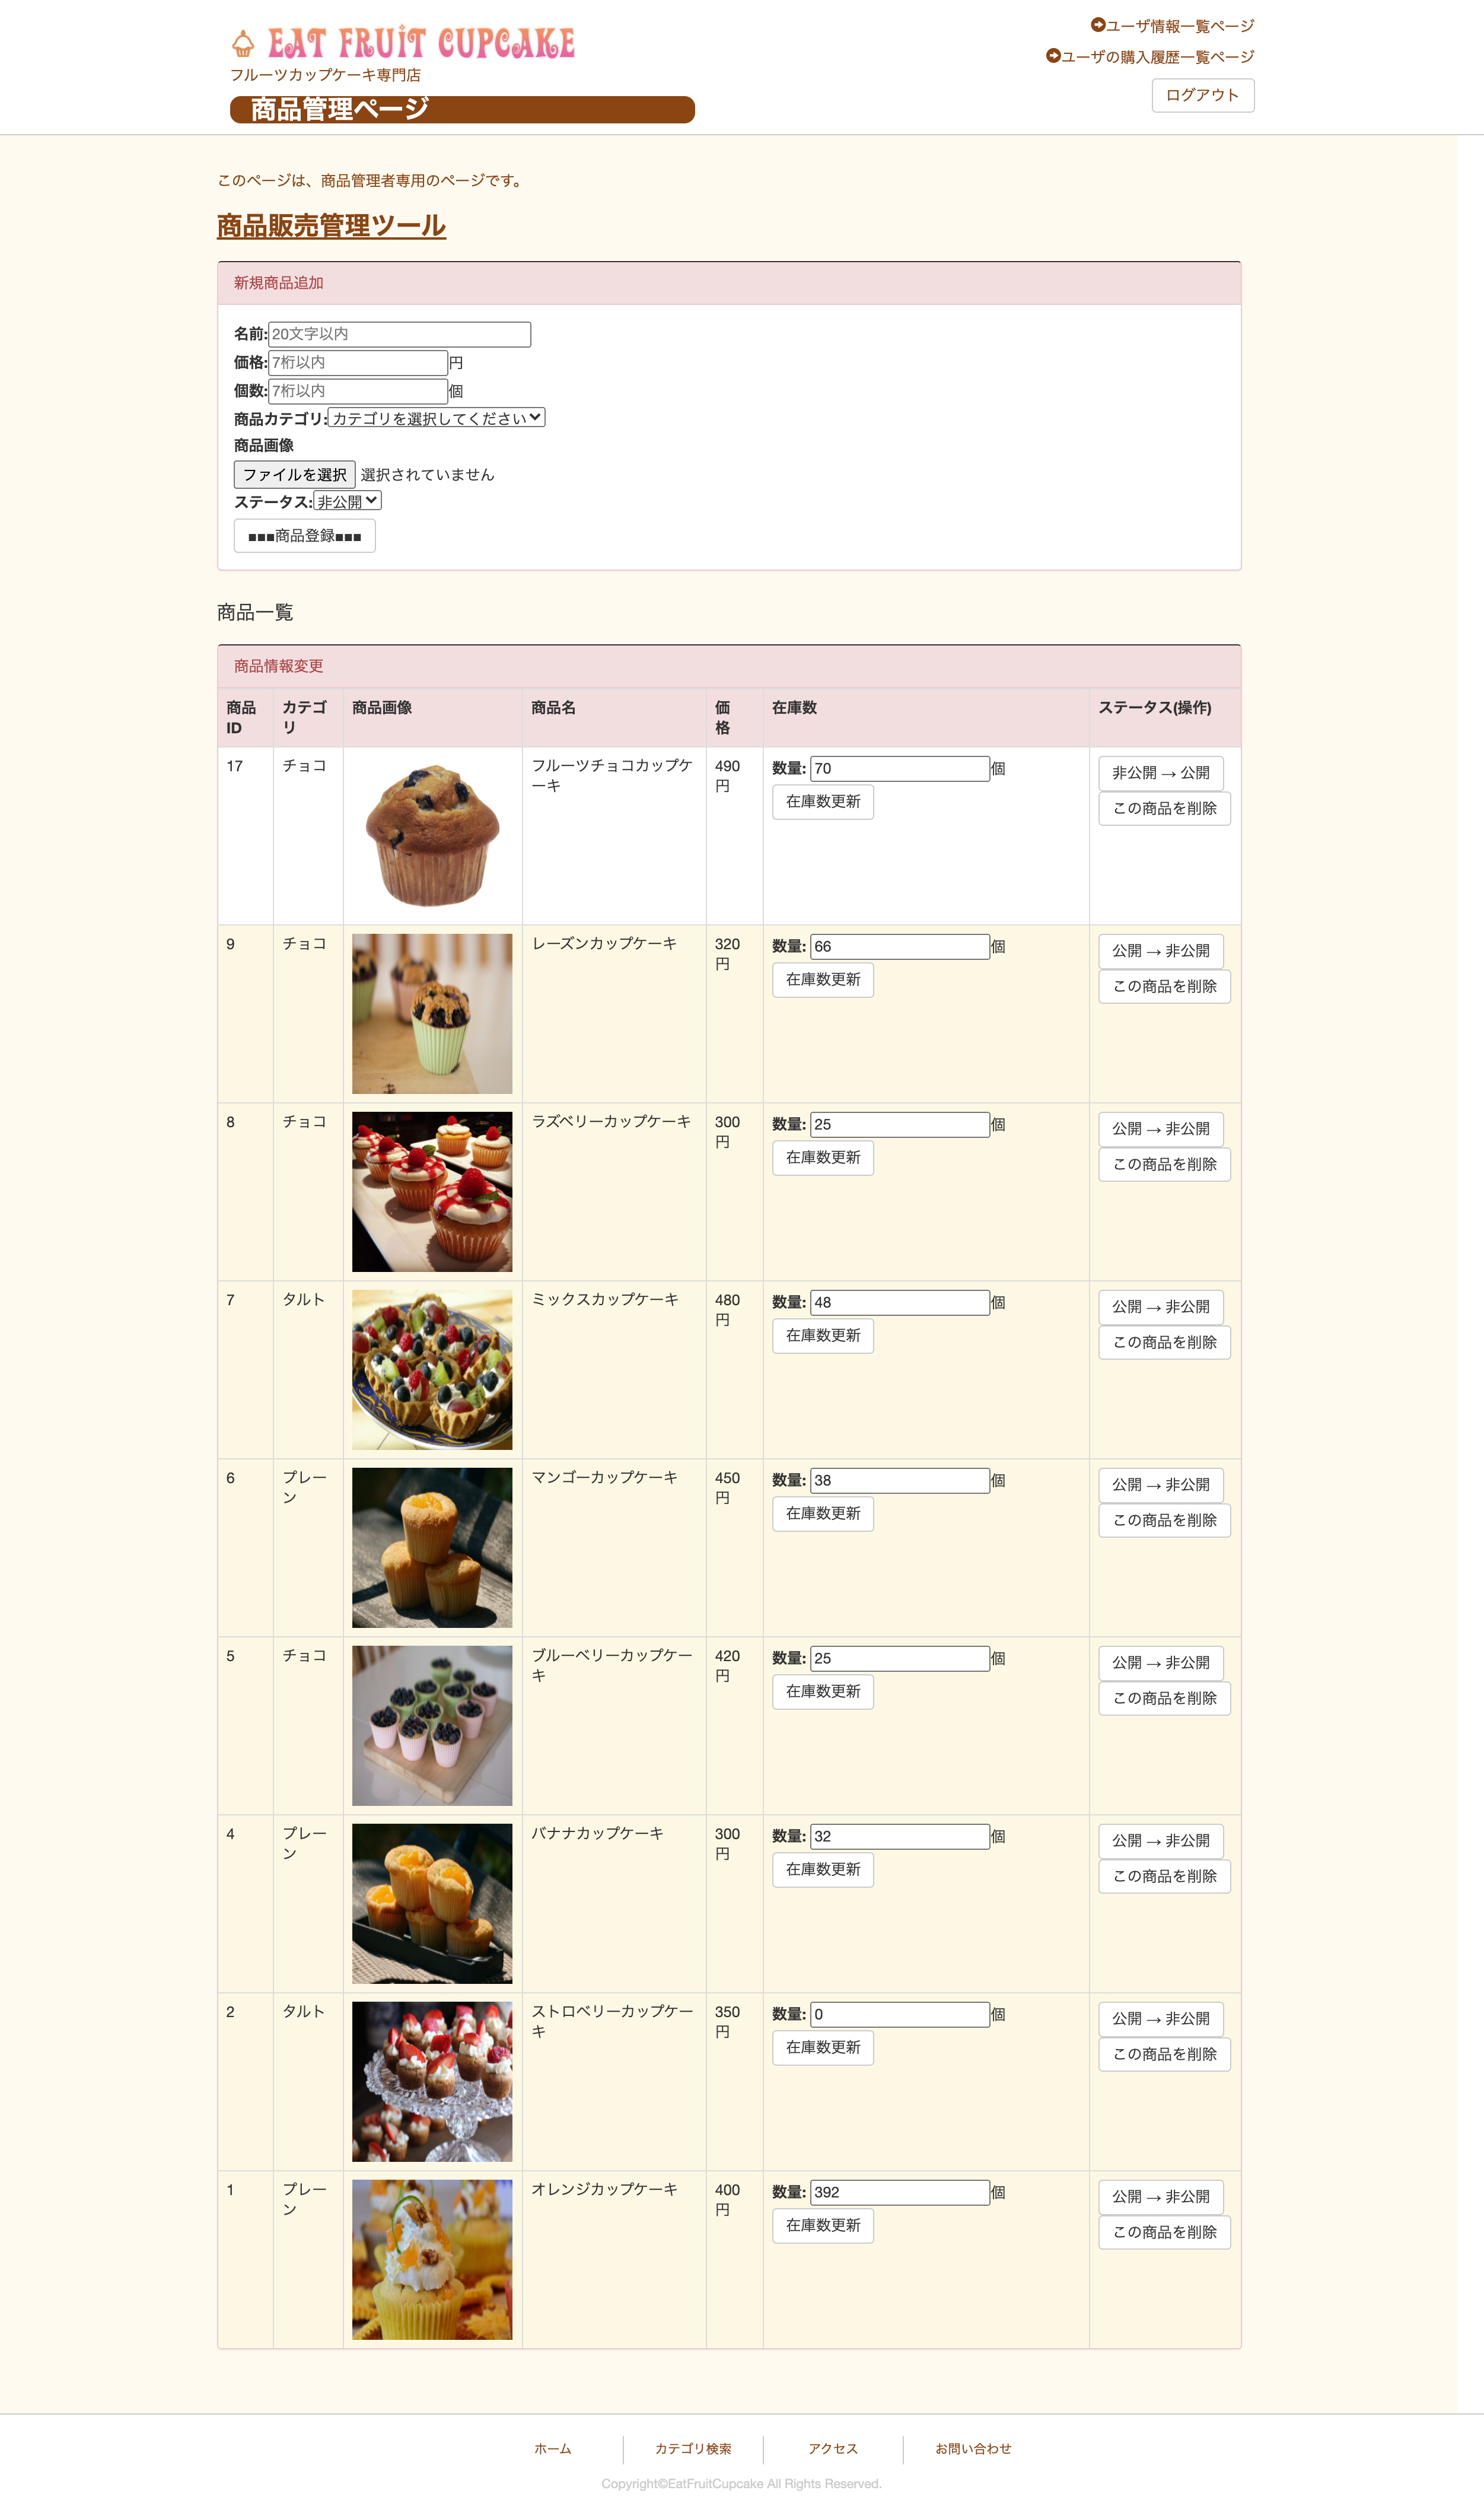 EAT FRUIT CUPCAKE
フルーツカップケーキ専門店
商品管理ページ
ユーザ情報一覧ページ
ユーザの購入履歴一覧ページ
ログアウト
このページは、商品管理者専用のページです。
商品販売管理ツール
新規商品追加
名前: 20文字以内
価格: 7桁以内 円
個数: 7桁以内 個
商品カテゴリ: カテゴリを選択してください
商品画像
ファイルを選択 選択されていません
ステータス: 非公開
■■■商品登録■■■
商品一覧
商品情報変更
商品ID カテゴリ 商品画像 商品名 価格 在庫数 ステータス(操作)
17 チョコ フルーツチョコカップケーキ 490円 数量: 70 個 非公開 → 公開
在庫数更新 この商品を削除
9 チョコ レーズンカップケーキ 320円 数量: 66 個 公開 → 非公開
在庫数更新 この商品を削除
8 チョコ ラズベリーカップケーキ 300円 数量: 25 個 公開 → 非公開
在庫数更新 この商品を削除
7 タルト ミックスカップケーキ 480円 数量: 48 個 公開 → 非公開
在庫数更新 この商品を削除
6 プレーン マンゴーカップケーキ 450円 数量: 38 個 公開 → 非公開
在庫数更新 この商品を削除
5 チョコ ブルーベリーカップケーキ 420円 数量: 25 個 公開 → 非公開
在庫数更新 この商品を削除
4 プレーン バナナカップケーキ 300円 数量: 32 個 公開 → 非公開
在庫数更新 この商品を削除
2 タルト ストロベリーカップケーキ 350円 数量: 0 個 公開 → 非公開
在庫数更新 この商品を削除
1 プレーン オレンジカップケーキ 400円 数量: 392 個 公開 → 非公開
在庫数更新 この商品を削除
ホーム カテゴリ検索 アクセス お問い合わせ
Copyright©EatFruitCupcake All Rights Reserved.